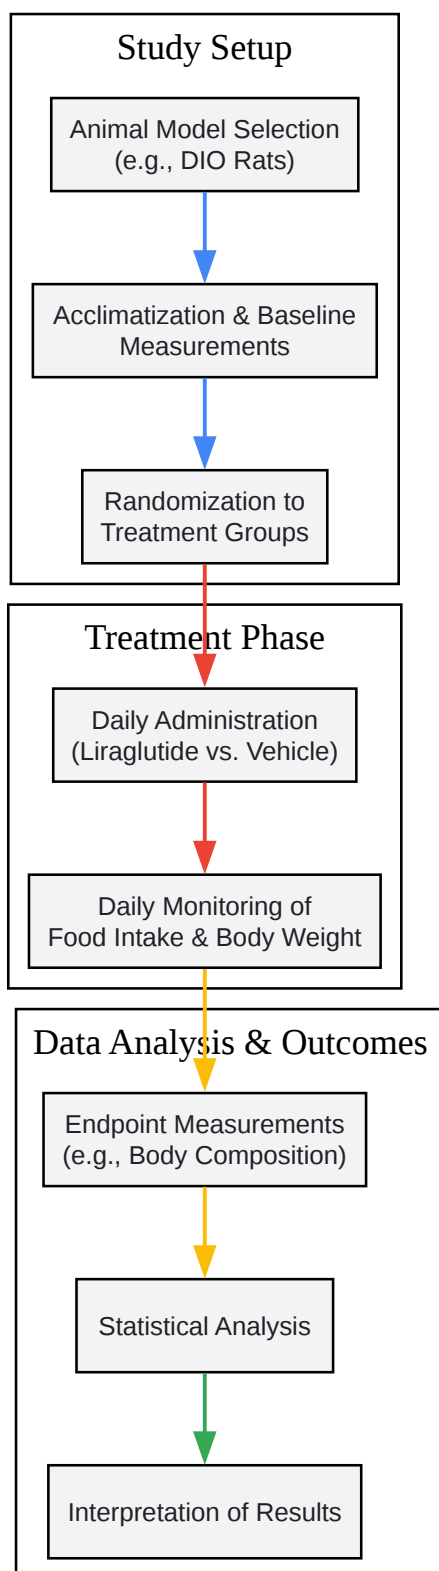 Study Setup
Animal Model Selection
(e.g., DIO Rats)
Acclimatization & Baseline
Measurements
Randomization to
Treatment Groups
Treatment Phase
Daily Administration
(Liraglutide vs. Vehicle)
Daily Monitoring of
Food Intake & Body Weight
Data Analysis & Outcomes
Endpoint Measurements
(e.g., Body Composition)
Statistical Analysis
Interpretation of Results